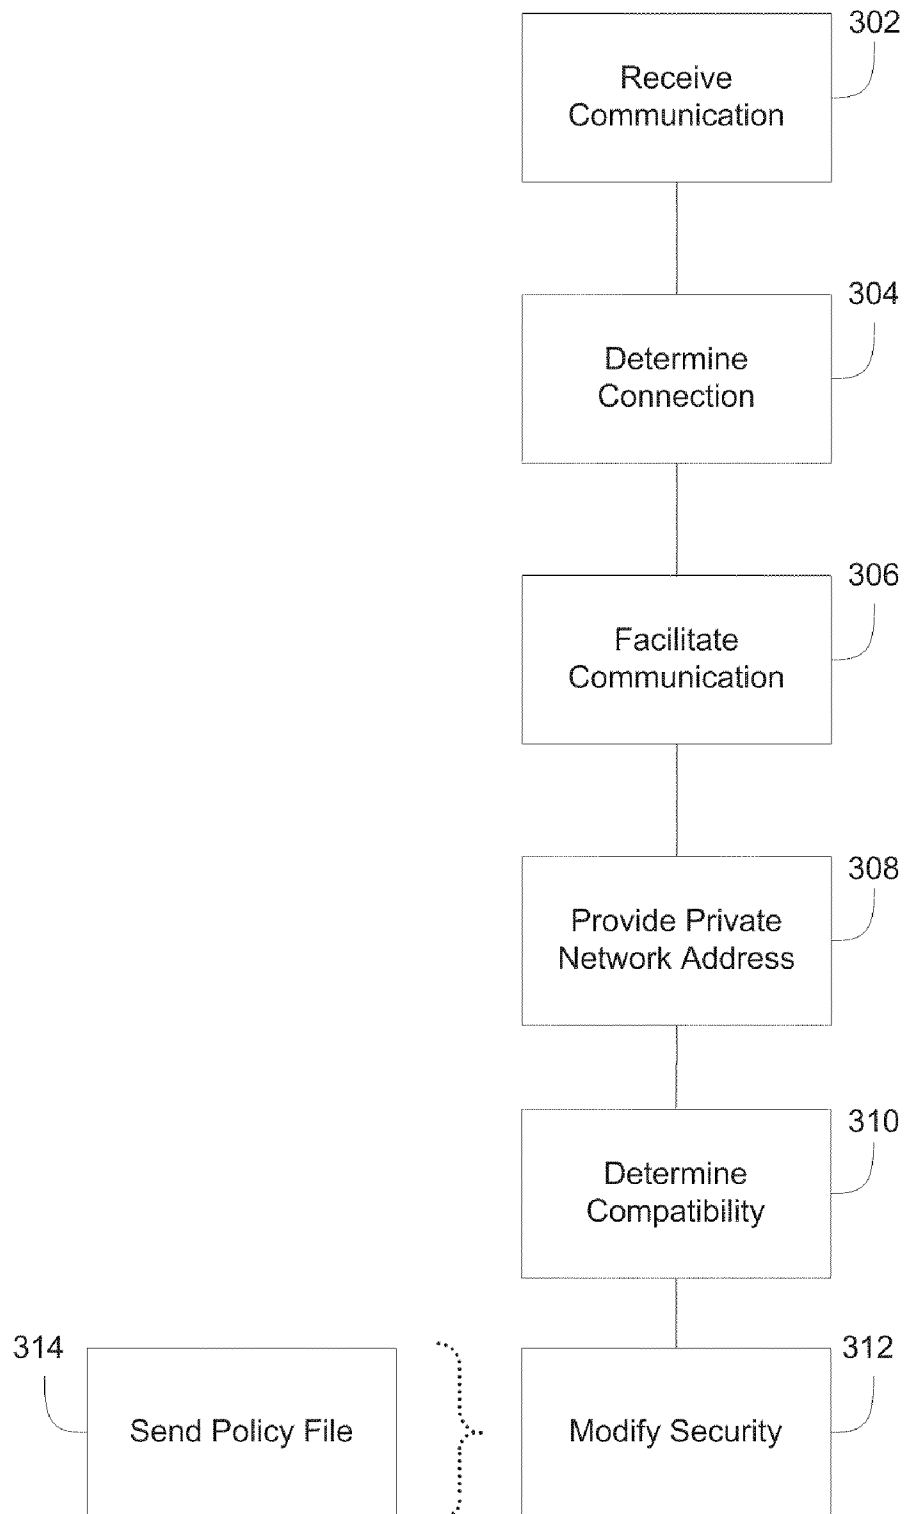 302
Receive
Communication
304
Determine
Connection
306
Facilitate
Communication
308
Provide Private
Network Address
310
Determine
Compatibility
314
Send Policy File
312
Modify Security